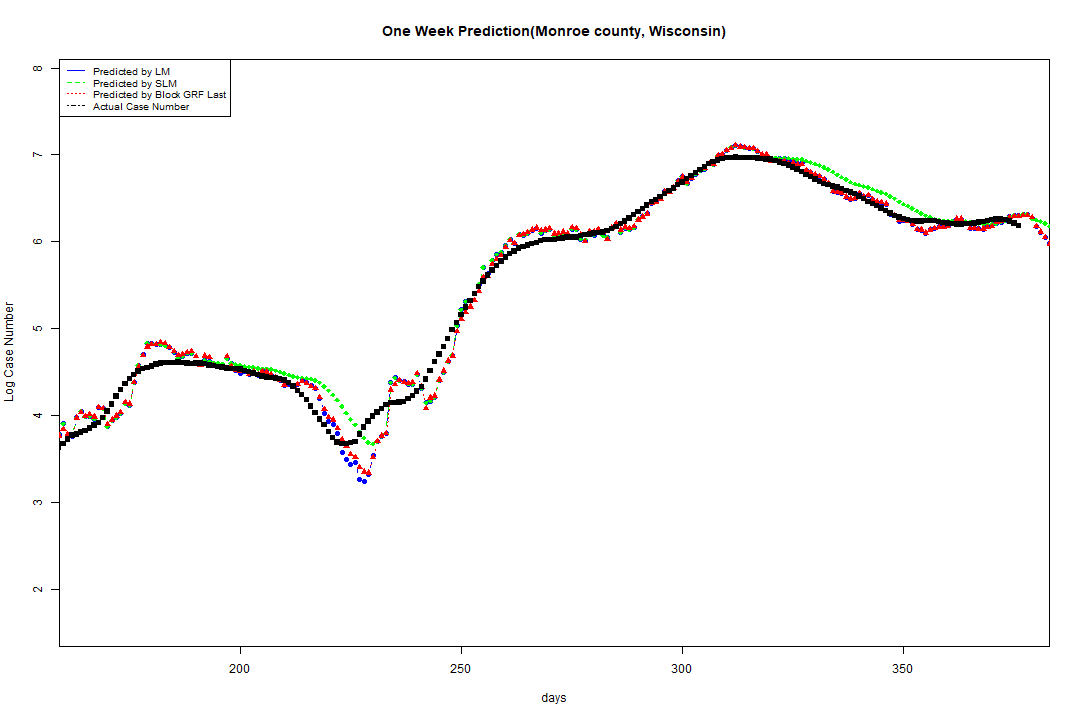 One Week Prediction(Monroe county, Wisconsin)
Predicted by LM
Predicted by SLM
Predicted by Block GRF Last
Actual Case Number
8
7
6
5
4
3
2
Log Case Number
200 250 300 350
days